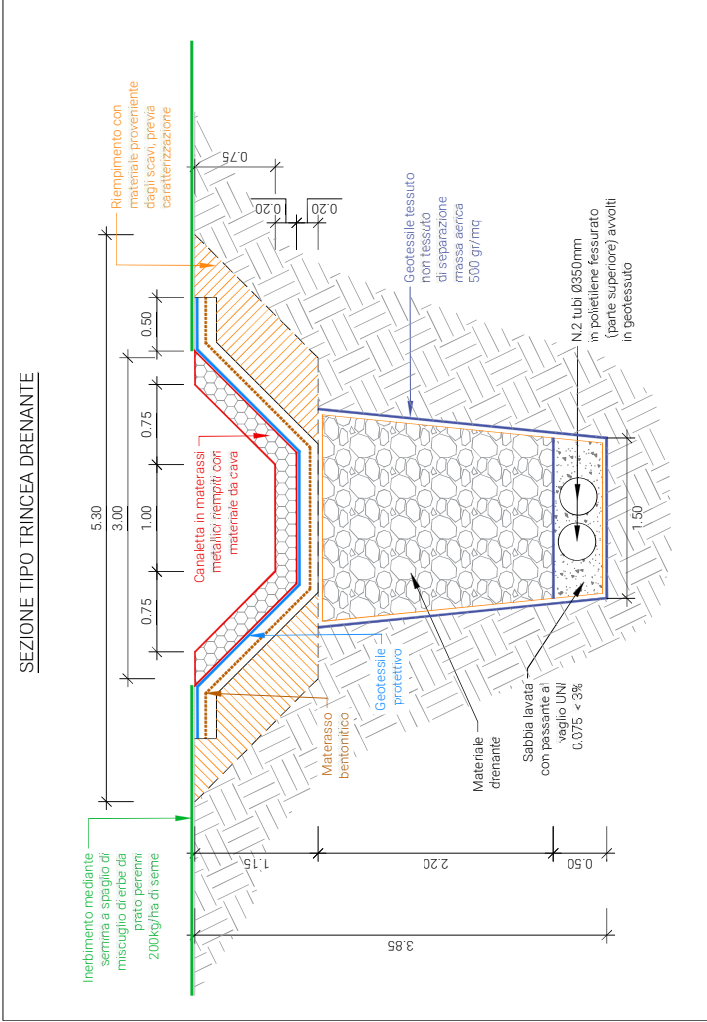 SEZIONE TIPO TRINCEA DRENANTE
5.30
3.00
0.75
1.00
0.75
0.50
Inerbimento mediante
semina a spaglio di
miscuglio di erbe da
prato perenni
200kg/ha di seme
Canaletta in materassi
metallici riempiti con
materiale da cava
Riempimento con
materiale proveniente
dagli scavi, previa
caratterizzazione
0.75
0.20
0.20
1.15
2.20
0.50
3.85
Materasso
bentonitico
Geotessile
protettivo
Geotessile tessuto
non tessuto
di separazione
massa aerica
500 gr/mq
Materiale
drenante
Sabbia lavata
con passante al
vaglio UNI
0.075 < 3%
N.2 tubi Ø350mm
in polietilene fessurato
(parte superiore) avvolti
in geotessuto
1.50